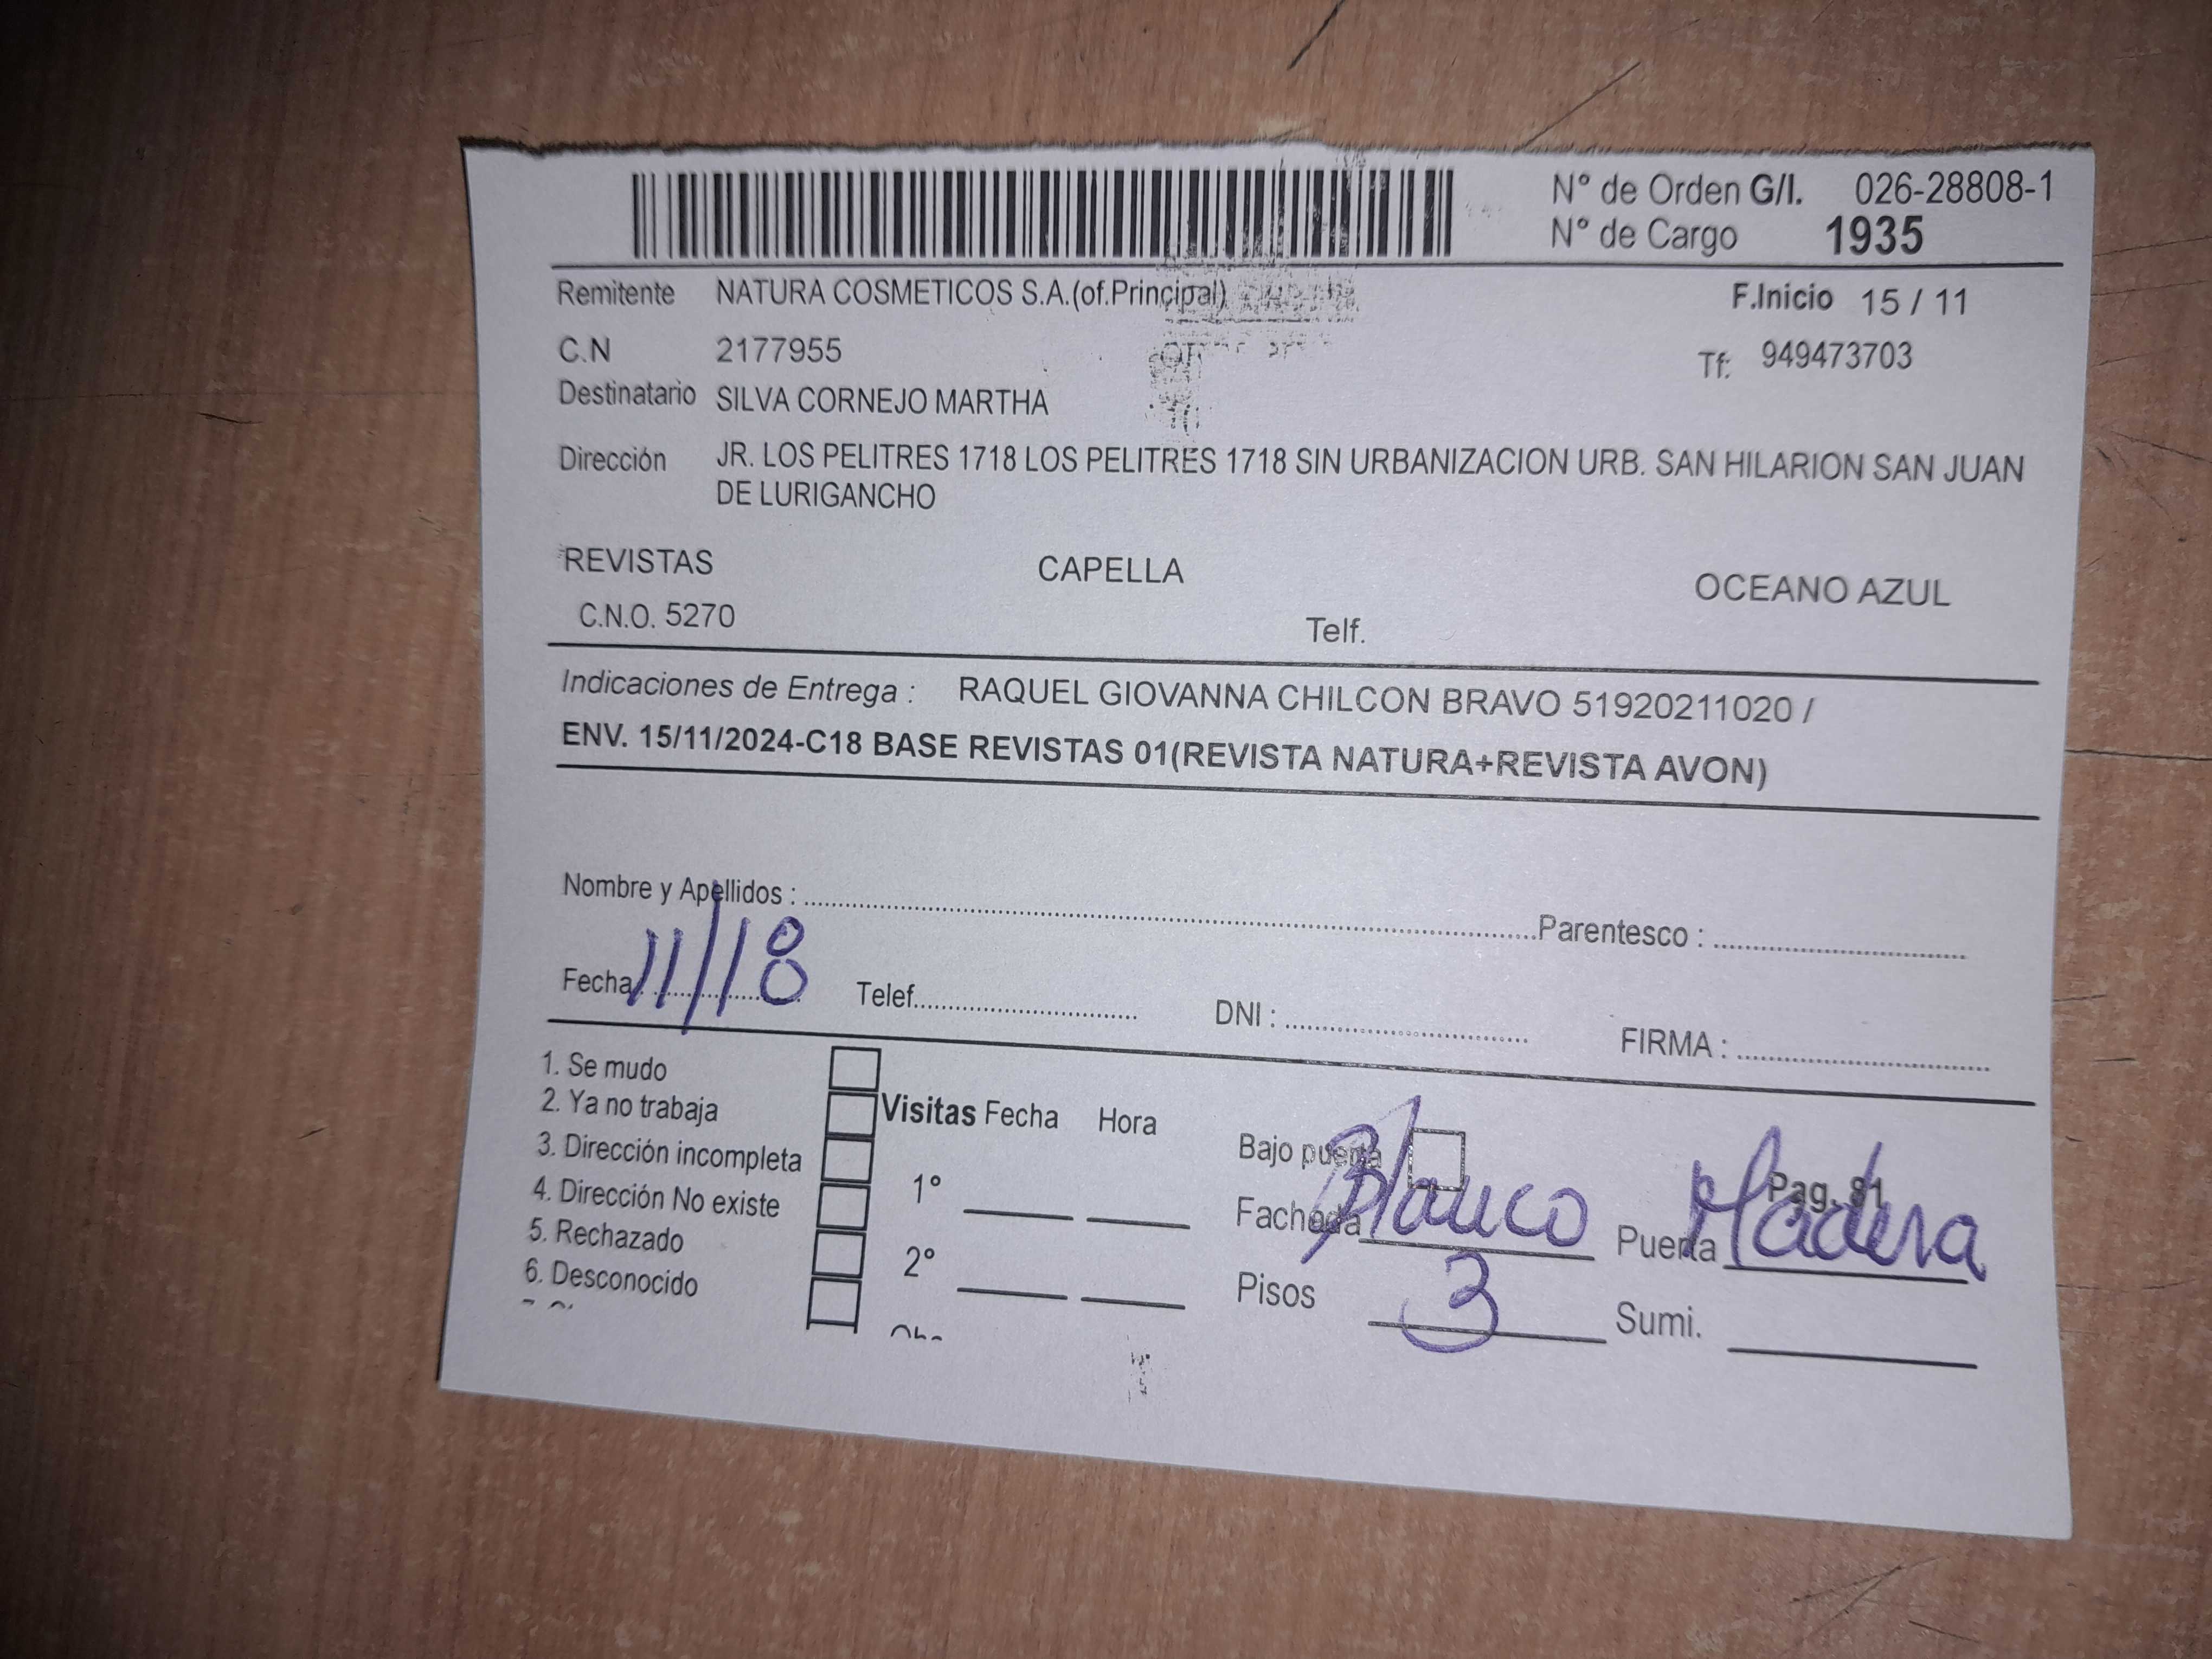 N° de Orden G/I. 026-28808-1
N° de Cargo 1935
Remitente NATURA COSMETICOS S.A.(of.Principal) F.Inicio 15 / 11
C.N 2177955 Tf: 949473703
Destinatario SILVA CORNEJO MARTHA
Dirección JR. LOS PELITRES 1718 LOS PELITRES 1718 SIN URBANIZACION URB. SAN HILARION SAN JUAN
DE LURIGANCHO
REVISTAS CAPELLA OCEANO AZUL
C.N.O. 5270 Telf.
Indicaciones de Entrega : RAQUEL GIOVANNA CHILCON BRAVO 51920211020 /
ENV. 15/11/2024-C18 BASE REVISTAS 01(REVISTA NATURA+REVISTA AVON)
Nombre y Apellidos : Parentesco :
Fecha: 11/18 Telef. DNI : FIRMA :
1. Se mudo
2. Ya no trabaja Visitas Fecha Hora
3. Dirección incompleta Bajo puerta
4. Dirección No existe 1° Fachada Blanco Puerta Madera Pag. 81
5. Rechazado
6. Desconocido 2° Pisos 3 Sumi.